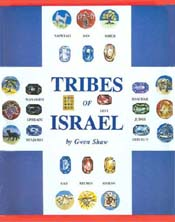 NAPHTALI DAN ASHER
TRIBES
OF
ISRAEL
by Gwen Shaw
MANASSEH LEVI ISSACHAR
EPHRAIM JUDAH
BENJAMIN ZEBULUN
GAD REUBEN SIMEON